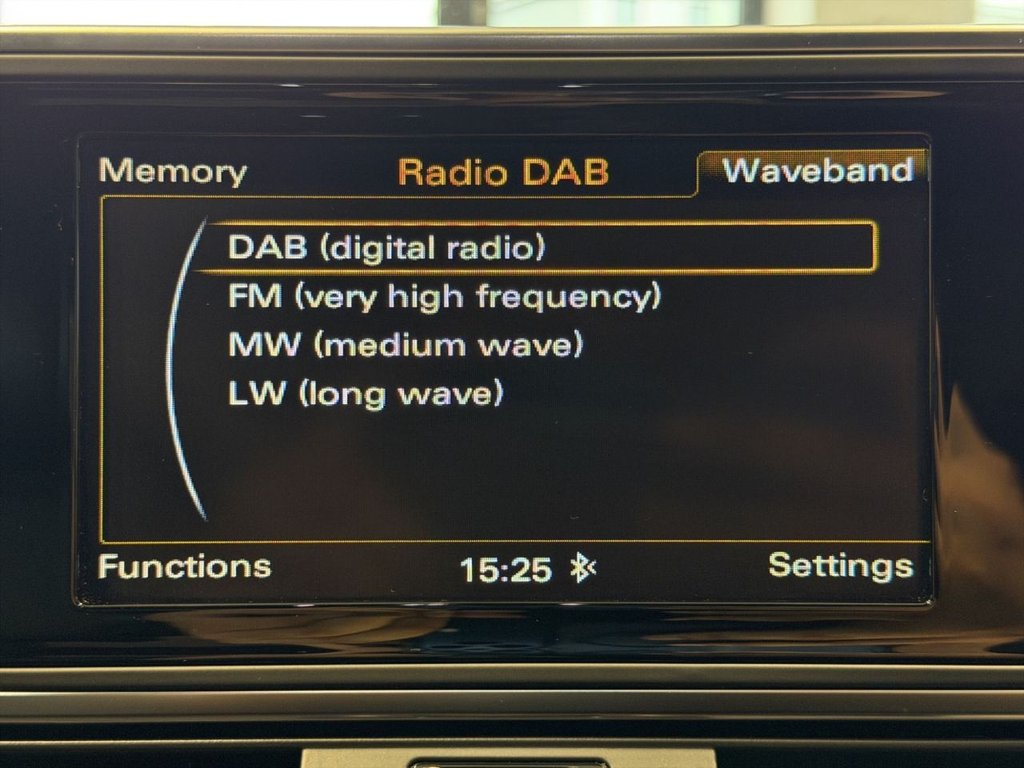 Memory Radio DAB Waveband
DAB (digital radio)
FM (very high frequency)
MW (medium wave)
LW (long wave)
Functions 15:25 Settings